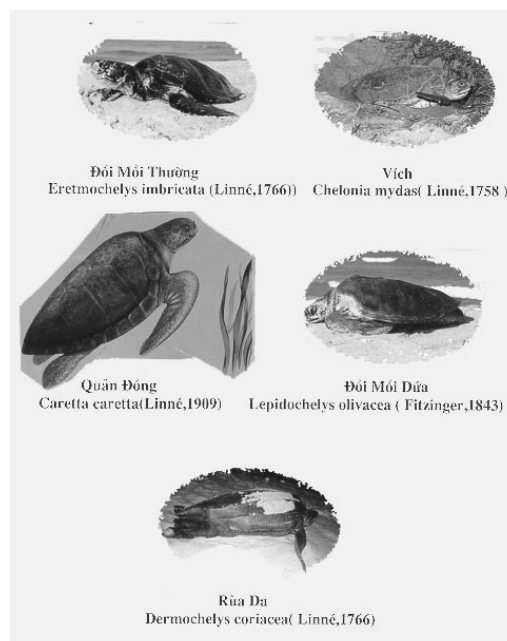 Đồi Mồi Thường
Eretmochelys imbricata (Linné,1766))
Vích
Chelonia mydas( Linné,1758 )
Quản Đồng
Caretta caretta(Linné,1909)
Đồi Mồi Dứa
Lepidochelys olivacea ( Fitzinger,1843)
Rùa Da
Dermochelys coriacea( Linné,1766)